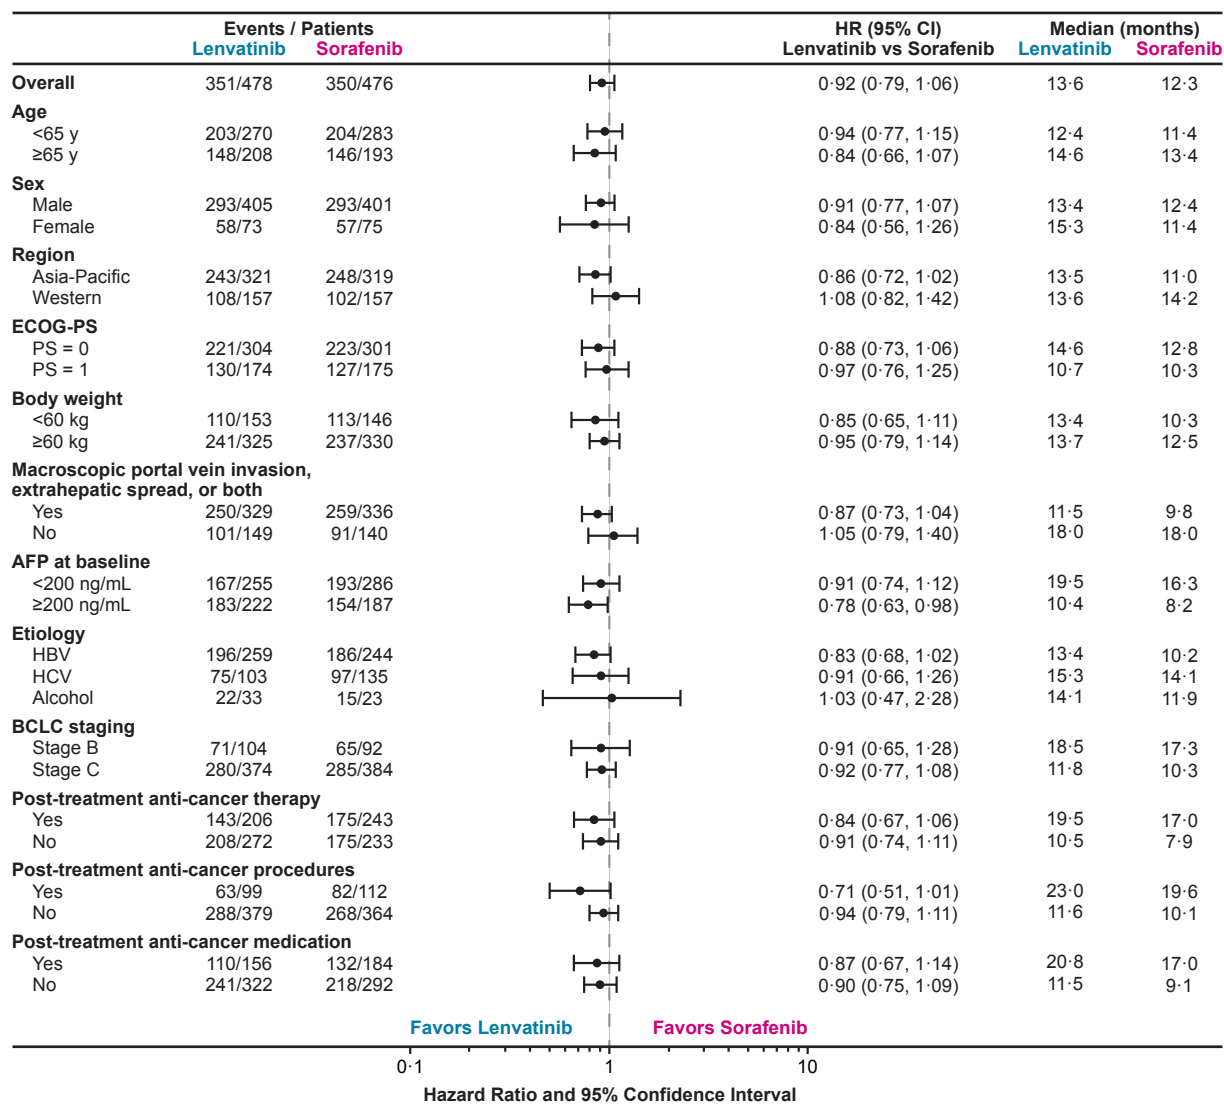 Events / Patients HR (95% CI) Median (months)
Lenvatinib Sorafenib Lenvatinib vs Sorafenib Lenvatinib Sorafenib
Overall 351/478 350/476 0·92 (0·79, 1·06) 13·6 12·3
Age
<65 y 203/270 204/283 0·94 (0·77, 1·15) 12·4 11·4
≥65 y 148/208 146/193 0·84 (0·66, 1·07) 14·6 13·4
Sex
Male 293/405 293/401 0·91 (0·77, 1·07) 13·4 12·4
Female 58/73 57/75 0·84 (0·56, 1·26) 15·3 11·4
Region
Asia-Pacific 243/321 248/319 0·86 (0·72, 1·02) 13·5 11·0
Western 108/157 102/157 1·08 (0·82, 1·42) 13·6 14·2
ECOG-PS
PS = 0 221/304 223/301 0·88 (0·73, 1·06) 14·6 12·8
PS = 1 130/174 127/175 0·97 (0·76, 1·25) 10·7 10·3
Body weight
<60 kg 110/153 113/146 0·85 (0·65, 1·11) 13·4 10·3
≥60 kg 241/325 237/330 0·95 (0·79, 1·14) 13·7 12·5
Macroscopic portal vein invasion,
extrahepatic spread, or both
Yes 250/329 259/336 0·87 (0·73, 1·04) 11·5 9·8
No 101/149 91/140 1·05 (0·79, 1·40) 18·0 18·0
AFP at baseline
<200 ng/mL 167/255 193/286 0·91 (0·74, 1·12) 19·5 16·3
≥200 ng/mL 183/222 154/187 0·78 (0·63, 0·98) 10·4 8·2
Etiology
HBV 196/259 186/244 0·83 (0·68, 1·02) 13·4 10·2
HCV 75/103 97/135 0·91 (0·66, 1·26) 15·3 14·1
Alcohol 22/33 15/23 1·03 (0·47, 2·28) 14·1 11·9
BCLC staging
Stage B 71/104 65/92 0·91 (0·65, 1·28) 18·5 17·3
Stage C 280/374 285/384 0·92 (0·77, 1·08) 11·8 10·3
Post-treatment anti-cancer therapy
Yes 143/206 175/243 0·84 (0·67, 1·06) 19·5 17·0
No 208/272 175/233 0·91 (0·74, 1·11) 10·5 7·9
Post-treatment anti-cancer procedures
Yes 63/99 82/112 0·71 (0·51, 1·01) 23·0 19·6
No 288/379 268/364 0·94 (0·79, 1·11) 11·6 10·1
Post-treatment anti-cancer medication
Yes 110/156 132/184 0·87 (0·67, 1·14) 20·8 17·0
No 241/322 218/292 0·90 (0·75, 1·09) 11·5 9·1
Favors Lenvatinib Favors Sorafenib
0·1 1 10
Hazard Ratio and 95% Confidence Interval